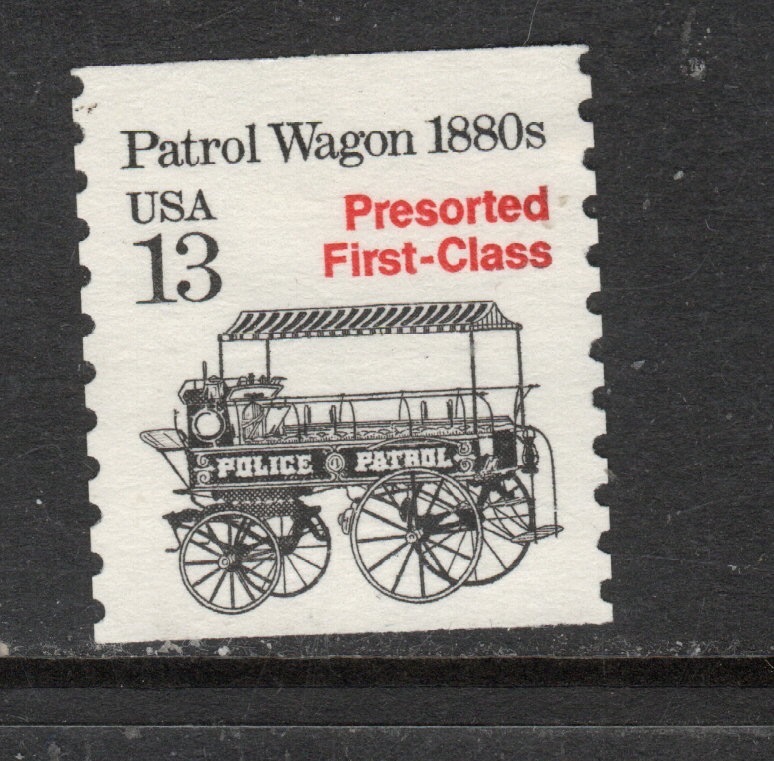 Patrol Wagon 1880s
USA
13
Presorted
First-Class
POLICE PATROL